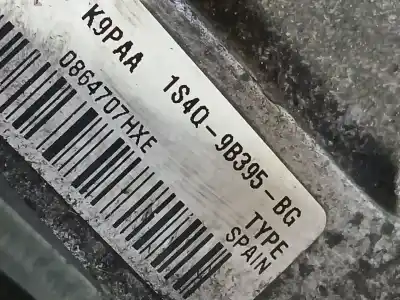 K9PAA 1S4Q-9B395-BG
TYPE
0864707HXE SPAIN